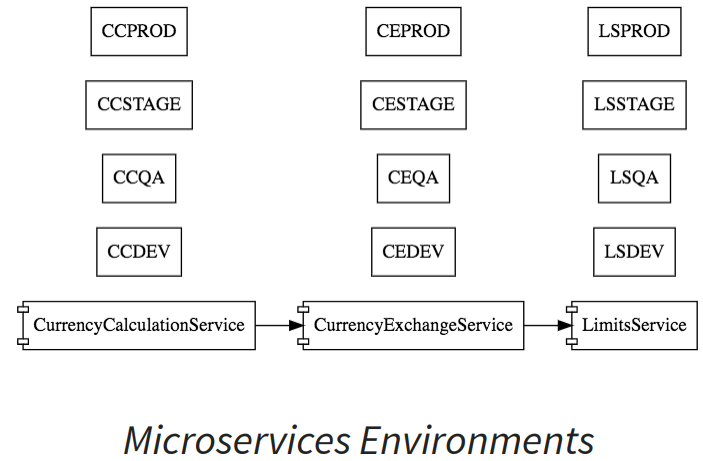 CCPROD CEPROD LSPROD
CCSTAGE CESTAGE LSSTAGE
CCQA CEQA LSQA
CCDEV CEDEV LSDEV
CurrencyCalculationService CurrencyExchangeService LimitsService
Microservices Environments